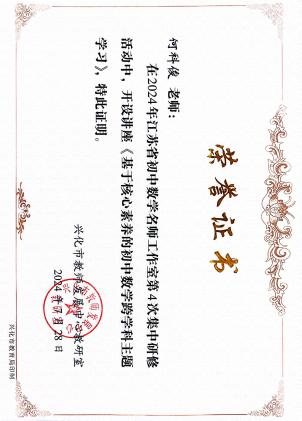 荣誉证书
何科俊 老师：
在2024年江苏省初中数学名师工作室第4次集中研修
活动中，开设讲座《基于核心素养的初中数学跨学科主题
学习》，特此证明。
兴化市教师发展中心教研室
2024年 月 28日
兴化市教育局印制